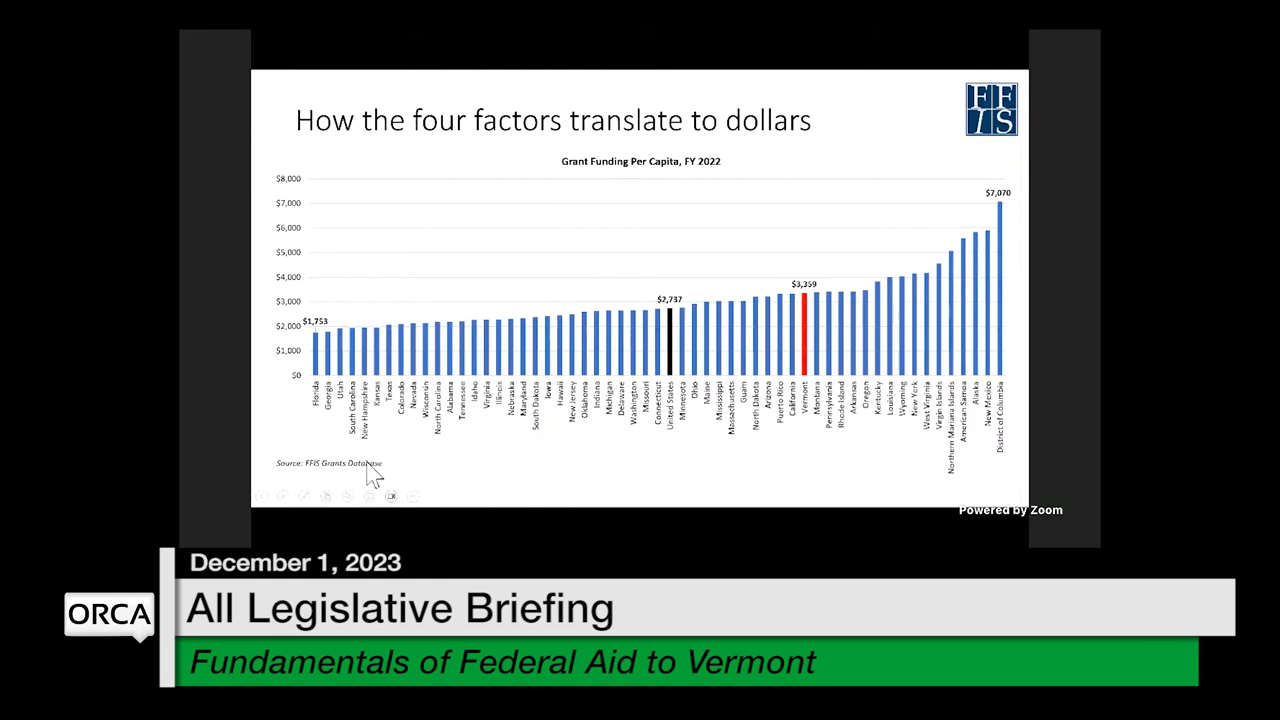 How the four factors translate to dollars
FF
IS
Grant Funding Per Capita, FY 2022
$8,000
$7,000
$6,000
$5,000
$4,000
$3,000
$2,000
$1,000
$0
$1,753
$2,737
$3,359
$7,070
Florida
Georgia
Utah
South Carolina
New Hampshire
Kansas
Texas
Colorado
Nevada
Wisconsin
North Carolina
Alabama
Tennessee
Idaho
Virginia
Illinois
Nebraska
Maryland
South Dakota
Iowa
Hawaii
New Jersey
Oklahoma
Indiana
Michigan
Delaware
Washington
Missouri
Connecticut
United States
Minnesota
Ohio
Maine
Mississippi
Massachusetts
Guam
North Dakota
Arizona
Puerto Rico
California
Vermont
Montana
Pennsylvania
Rhode Island
Arkansas
Oregon
Kentucky
Louisiana
Wyoming
New York
West Virginia
Virgin Islands
Northern Mariana Islands
American Samoa
Alaska
New Mexico
District of Columbia
Source: FFIS Grants Database
Powered by Zoom
December 1, 2023
ORCA
All Legislative Briefing
Fundamentals of Federal Aid to Vermont